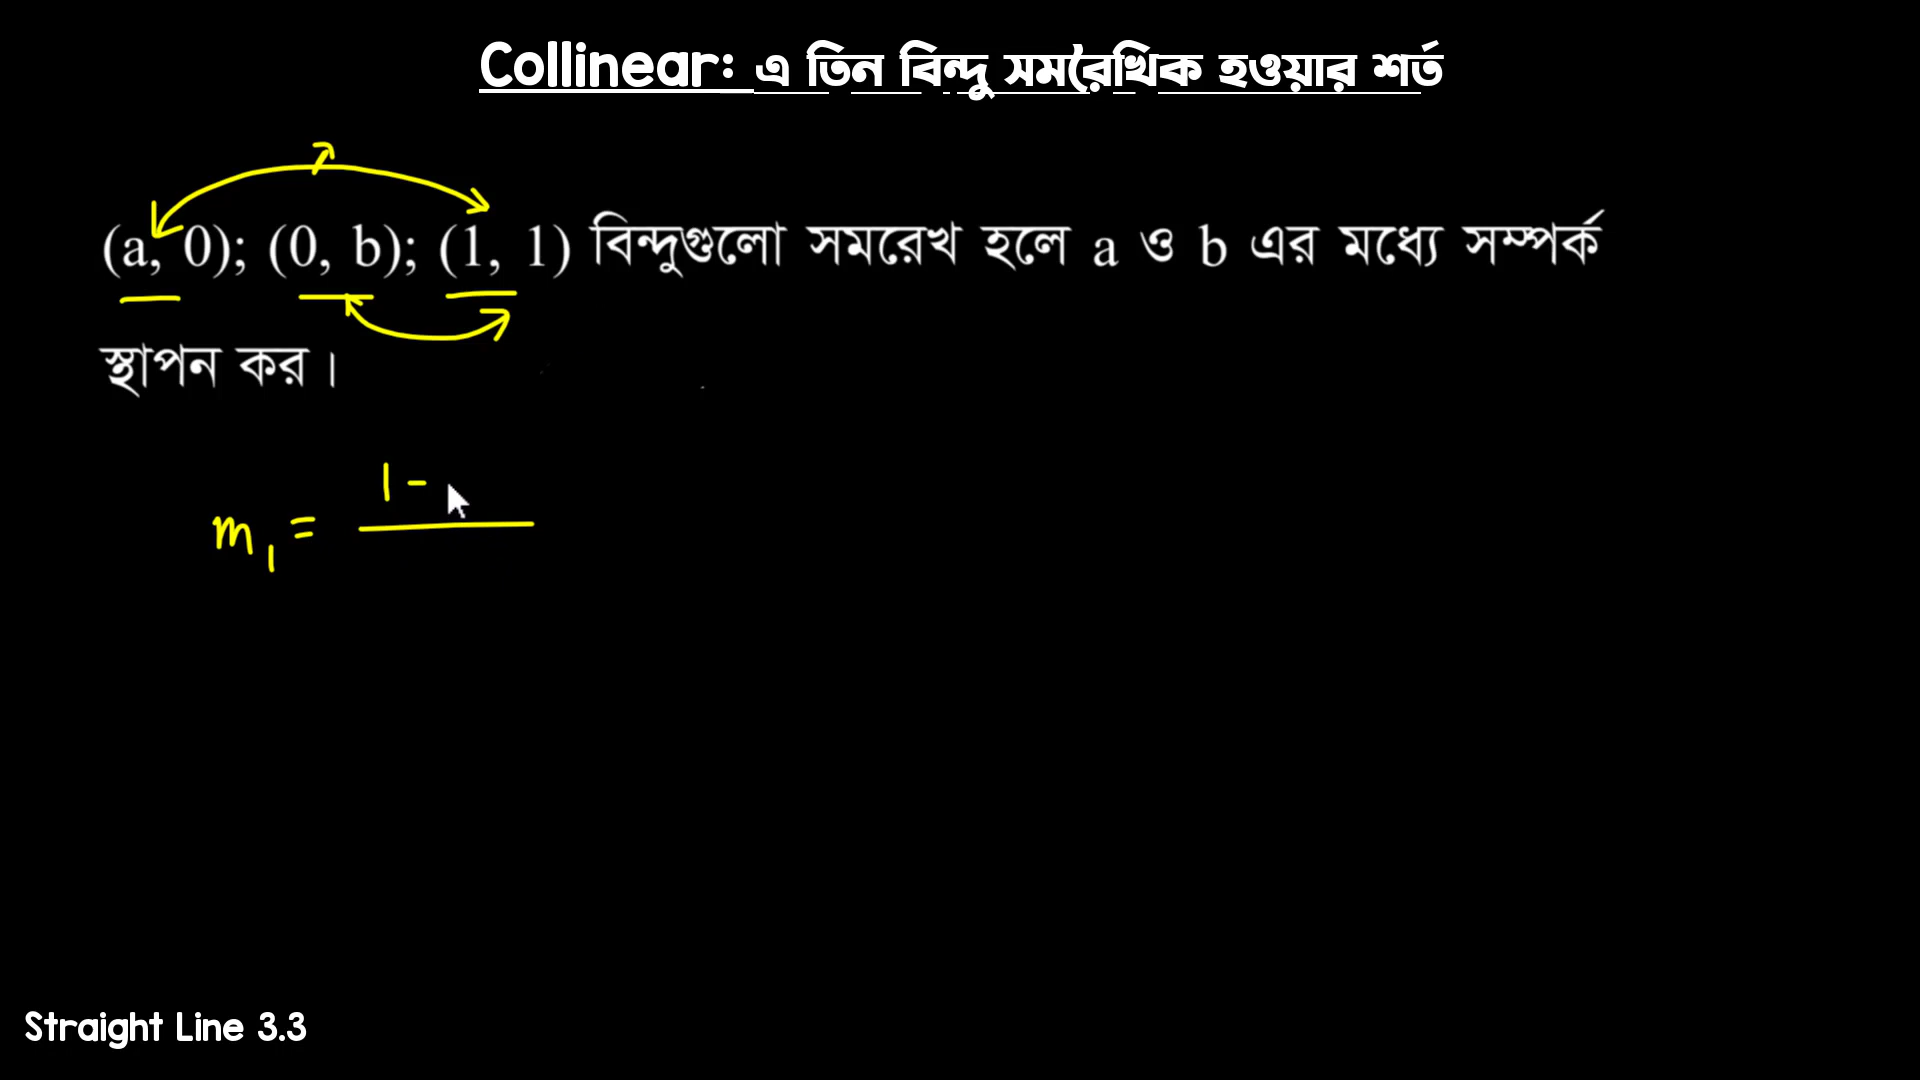 Collinear: এ তিন বিন্দু সমরৈখিক হওয়ার শর্ত
(a, 0); (0, b); (1, 1) বিন্দুগুলো সমরেখ হলে a ও b এর মধ্যে সম্পর্ক
স্থাপন কর।
m₁ = 1 -
Straight Line 3.3